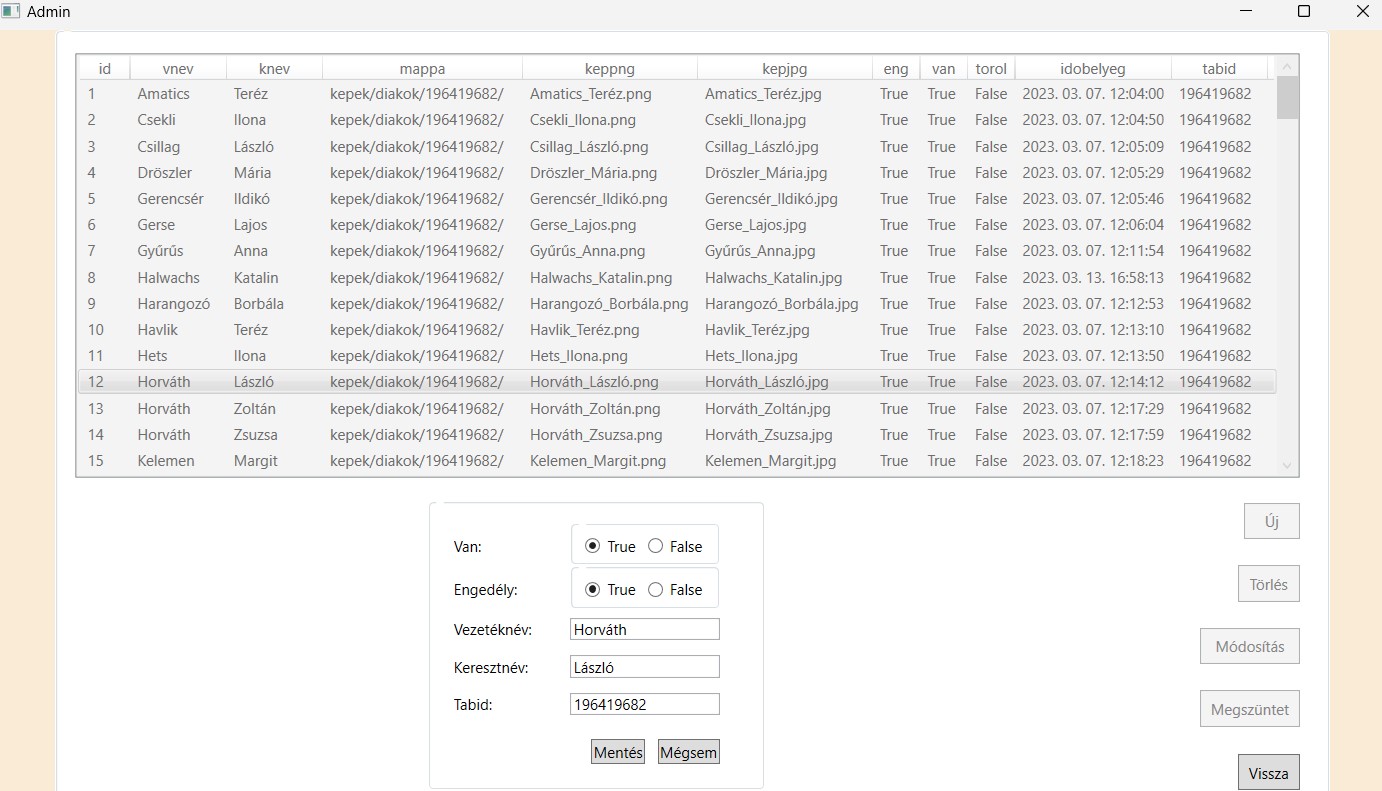 Admin
id vnev knev mappa keppng kepjpg eng van torol idobelyeg tabid
1 Amatics Teréz kepek/diakok/196419682/ Amatics_Teréz.png Amatics_Teréz.jpg True True False 2023. 03. 07. 12:04:00 196419682
2 Csekli Ilona kepek/diakok/196419682/ Csekli_Ilona.png Csekli_Ilona.jpg True True False 2023. 03. 07. 12:04:50 196419682
3 Csillag László kepek/diakok/196419682/ Csillag_László.png Csillag_László.jpg True True False 2023. 03. 07. 12:05:09 196419682
4 Dröszler Mária kepek/diakok/196419682/ Dröszler_Mária.png Dröszler_Mária.jpg True True False 2023. 03. 07. 12:05:29 196419682
5 Gerencsér Ildikó kepek/diakok/196419682/ Gerencsér_Ildikó.png Gerencsér_Ildikó.jpg True True False 2023. 03. 07. 12:05:46 196419682
6 Gerse Lajos kepek/diakok/196419682/ Gerse_Lajos.png Gerse_Lajos.jpg True True False 2023. 03. 07. 12:06:04 196419682
7 Gyűrűs Anna kepek/diakok/196419682/ Gyűrűs_Anna.png Gyűrűs_Anna.jpg True True False 2023. 03. 07. 12:11:54 196419682
8 Halwachs Katalin kepek/diakok/196419682/ Halwachs_Katalin.png Halwachs_Katalin.jpg True True False 2023. 03. 13. 16:58:13 196419682
9 Harangozó Borbála kepek/diakok/196419682/ Harangozó_Borbála.png Harangozó_Borbála.jpg True True False 2023. 03. 07. 12:12:53 196419682
10 Havlik Teréz kepek/diakok/196419682/ Havlik_Teréz.png Havlik_Teréz.jpg True True False 2023. 03. 07. 12:13:10 196419682
11 Hets Ilona kepek/diakok/196419682/ Hets_Ilona.png Hets_Ilona.jpg True True False 2023. 03. 07. 12:13:50 196419682
12 Horváth László kepek/diakok/196419682/ Horváth_László.png Horváth_László.jpg True True False 2023. 03. 07. 12:14:12 196419682
13 Horváth Zoltán kepek/diakok/196419682/ Horváth_Zoltán.png Horváth_Zoltán.jpg True True False 2023. 03. 07. 12:17:29 196419682
14 Horváth Zsuzsa kepek/diakok/196419682/ Horváth_Zsuzsa.png Horváth_Zsuzsa.jpg True True False 2023. 03. 07. 12:17:59 196419682
15 Kelemen Margit kepek/diakok/196419682/ Kelemen_Margit.png Kelemen_Margit.jpg True True False 2023. 03. 07. 12:18:23 196419682
Van: True False
Engedély: True False
Vezetéknév: Horváth
Keresztnév: László
Tabid: 196419682
Mentés Mégsem
Új
Törlés
Módosítás
Megszüntet
Vissza